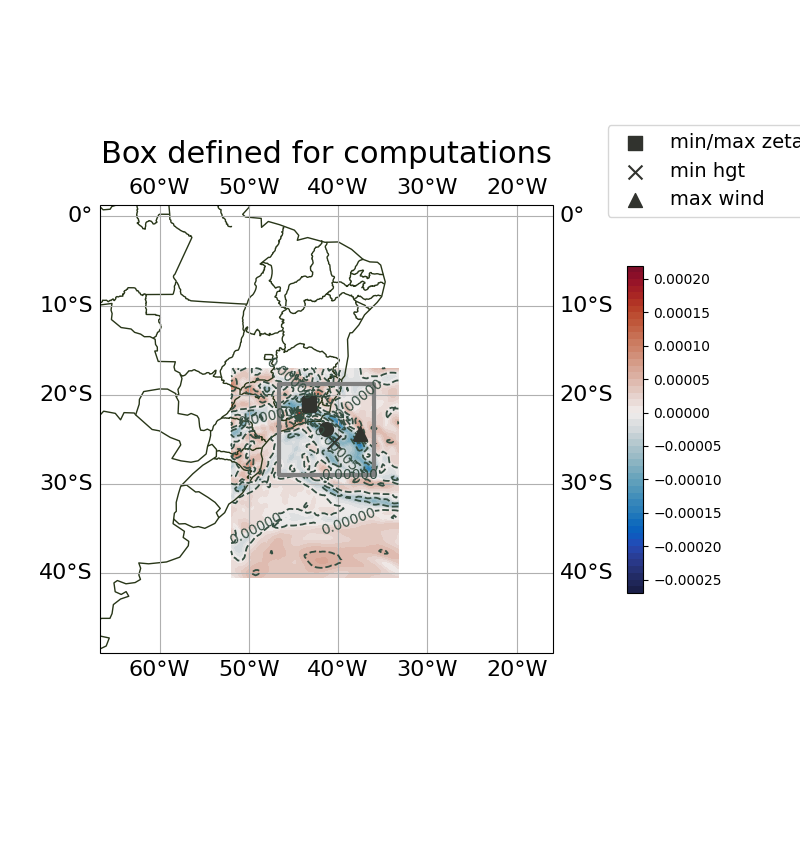 Box defined for computations
min/max zeta
min hgt
max wind
60°W 50°W 40°W 30°W 20°W
0° 0°
10°S 10°S
20°S 20°S
30°S 30°S
40°S 40°S
60°W 50°W 40°W 30°W 20°W
0.00000
0.00000
0.00000
0.00020
0.00015
0.00010
0.00005
0.00000
−0.00005
−0.00010
−0.00015
−0.00020
−0.00025